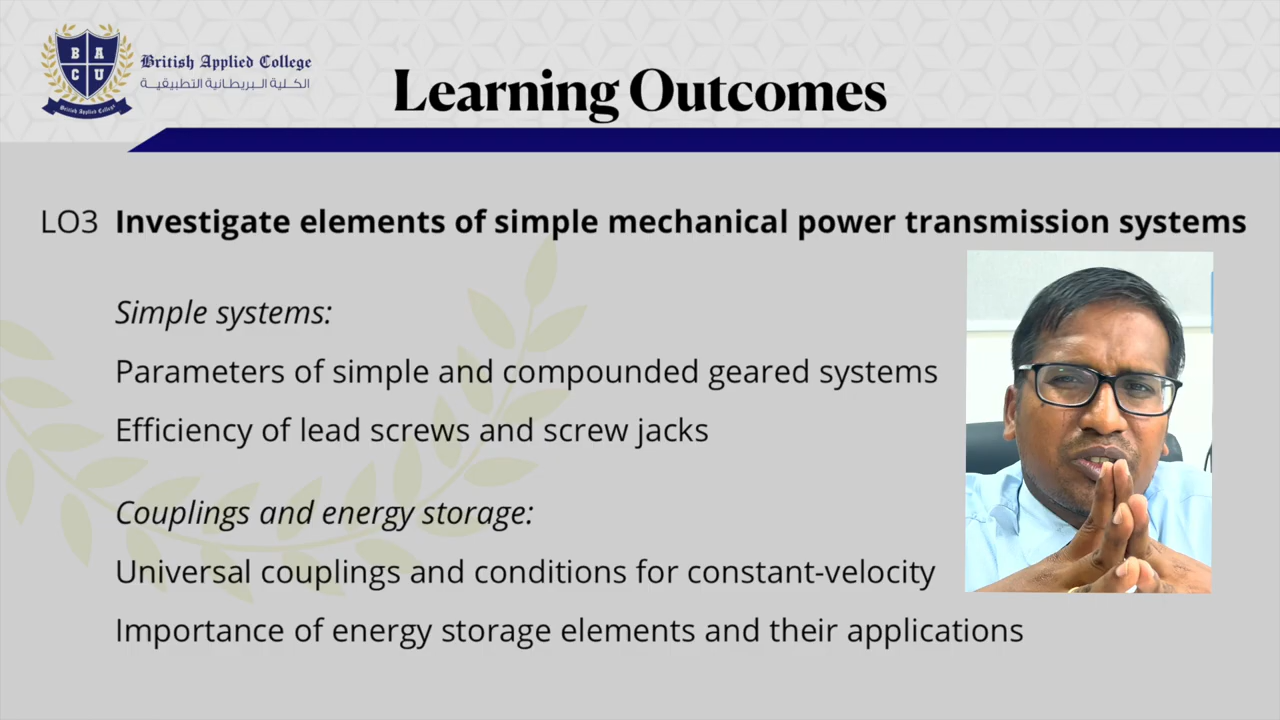 B A
C U
British Applied College
British Applied College
الكلية البريطانية التطبيقية
Learning Outcomes
LO3 Investigate elements of simple mechanical power transmission systems
Simple systems:
Parameters of simple and compounded geared systems
Efficiency of lead screws and screw jacks
Couplings and energy storage:
Universal couplings and conditions for constant-velocity
Importance of energy storage elements and their applications